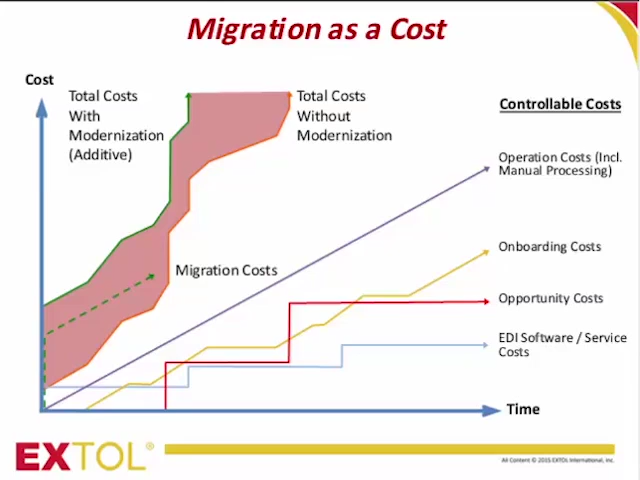 Migration as a Cost
Cost
Total Costs
With
Modernization
(Additive)
Total Costs
Without
Modernization
Controllable Costs
Operation Costs (Incl.
Manual Processing)
Onboarding Costs
Migration Costs
Opportunity Costs
EDI Software / Service
Costs
Time
EXTOL®
All Content © 2015 EXTOL International, Inc.